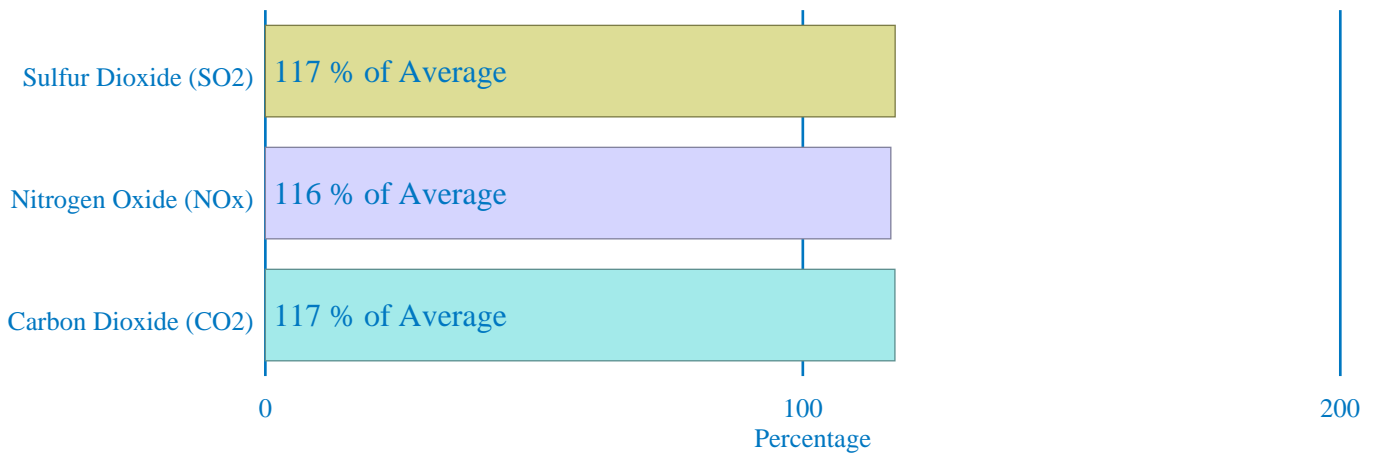 Sulfur Dioxide (SO2)
117 % of Average
Nitrogen Oxide (NOx)
116 % of Average
Carbon Dioxide (CO2)
117 % of Average
0 100 200
Percentage